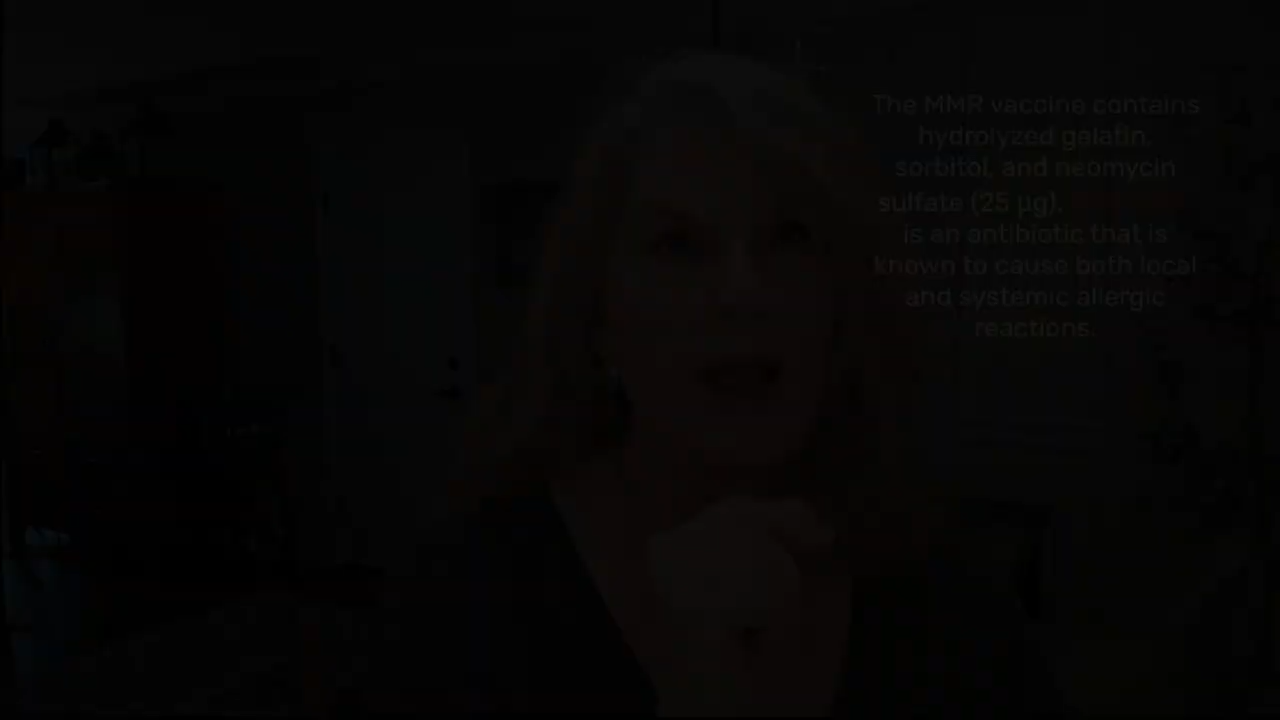 The MMR vaccine contains
hydrolyzed gelatin,
sorbitol, and neomycin
sulfate (25 µg).
is an antibiotic that is
known to cause both local
and systemic allergic
reactions.